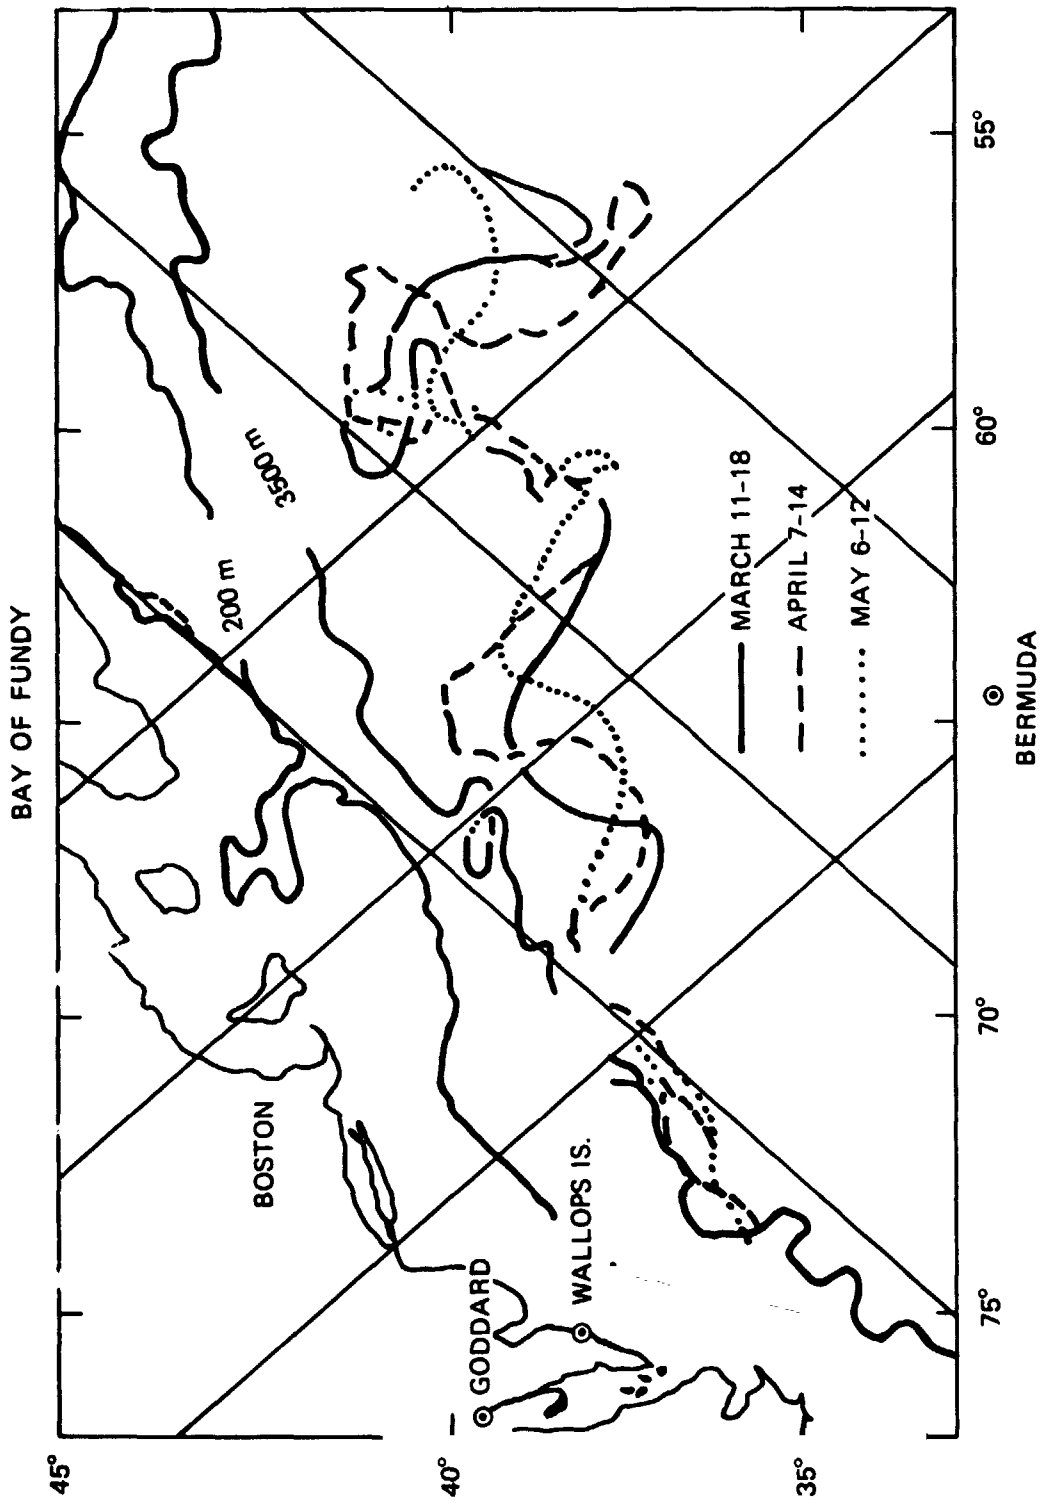 BAY OF FUNDY
45°
40°
35°
200 m
3500 m
BOSTON
GODDARD
WALLOPS IS.
MARCH 11-18
APRIL 7-14
MAY 6-12
75°
70°
60°
55°
BERMUDA